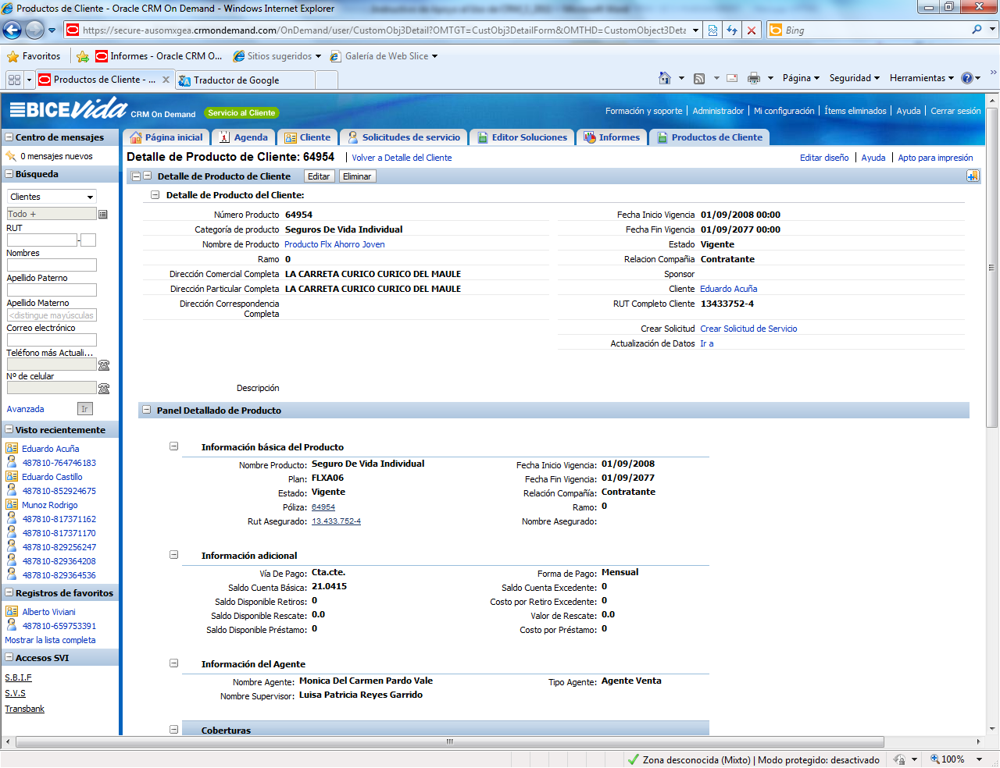 Productos de Cliente - Oracle CRM On Demand - Windows Internet Explorer
https://secure-ausomxgea.crmondemand.com/OnDemand/user/CustomObj3Detail?OMTGT=CustObj3DetailForm&OMTHD=CustomObject3Deta
Bing
Favoritos
Informes - Oracle CRM O...
Sitios sugeridos
Galería de Web Slice
Productos de Cliente - ...
Traductor de Google
Página
Seguridad
Herramientas
BICEVida CRM On Demand
Servicio al Cliente
Formación y soporte | Administrador | Mi configuración | Ítems eliminados | Ayuda | Cerrar sesión
Centro de mensajes
0 mensajes nuevos
Página inicial
Agenda
Cliente
Solicitudes de servicio
Editor Soluciones
Informes
Productos de Cliente
Detalle de Producto de Cliente: 64954 | Volver a Detalle del Cliente
Editar diseño | Ayuda | Apto para impresión
Búsqueda
Clientes
Todo +
RUT
-
Nombres
Apellido Paterno
Apellido Materno
<distingue mayúsculas
Correo electrónico
Teléfono más Actuali...
Nº de celular
Avanzada
Ir
Visto recientemente
Eduardo Acuña
487810-764746183
Eduardo Castillo
487810-852924675
Munoz Rodrigo
487810-817371162
487810-817371170
487810-829256247
487810-829364208
487810-829364536
Registros de favoritos
Alberto Viviani
487810-659753391
Mostrar la lista completa
Accesos SVI
S.B.I.F
S.V.S
Transbank
Detalle de Producto de Cliente
Editar
Eliminar
Detalle de Producto del Cliente:
Número Producto 64954
Fecha Inicio Vigencia 01/09/2008 00:00
Categoría de producto Seguros De Vida Individual
Fecha Fin Vigencia 01/09/2077 00:00
Nombre de Producto Producto Flx Ahorro Joven
Estado Vigente
Ramo 0
Relacion Compañia Contratante
Dirección Comercial Completa LA CARRETA CURICO CURICO DEL MAULE
Sponsor
Dirección Particular Completa LA CARRETA CURICO CURICO DEL MAULE
Cliente Eduardo Acuña
Dirección Correspondencia Completa
RUT Completo Cliente 13433752-4
Crear Solicitud Crear Solicitud de Servicio
Actualización de Datos Ir a
Descripción
Panel Detallado de Producto
Información básica del Producto
Nombre Producto: Seguro De Vida Individual
Fecha Inicio Vigencia: 01/09/2008
Plan: FLXA06
Fecha Fin Vigencia: 01/09/2077
Estado: Vigente
Relación Compañía: Contratante
Póliza: 64954
Ramo: 0
Rut Asegurado: 13.433.752-4
Nombre Asegurado:
Información adicional
Vía De Pago: Cta.cte.
Forma de Pago: Mensual
Saldo Cuenta Básica: 21.0415
Saldo Cuenta Excedente: 0
Saldo Disponible Retiros: 0
Costo por Retiro Excedente: 0
Saldo Disponible Rescate: 0.0
Valor de Rescate: 0.0
Saldo Disponible Préstamo: 0
Costo por Préstamo: 0
Información del Agente
Nombre Agente: Monica Del Carmen Pardo Vale
Tipo Agente: Agente Venta
Nombre Supervisor: Luisa Patricia Reyes Garrido
Coberturas
Zona desconocida (Mixto) | Modo protegido: desactivado
100%